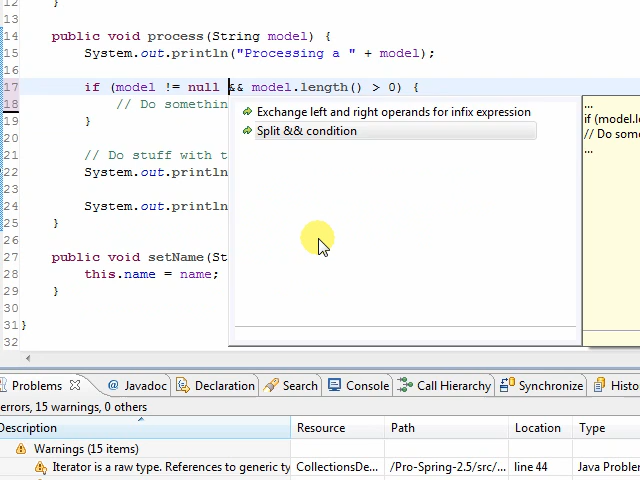 12 }
13
14 public void process(String model) {
15 System.out.println("Processing a " + model);
16
17 if (model != null && model.length() > 0) {
18 // Do somethin
19 }
20
21 // Do stuff with t
22 System.out.println
23
24 System.out.println
25 }
26
27 public void setName(St
28 this.name = name;
29 }
30
31 }
32
Exchange left and right operands for infix expression
Split && condition
...
if (model.le
// Do some
...
Problems @ Javadoc Declaration Search Console Call Hierarchy Synchronize Histo
errors, 15 warnings, 0 others
Description Resource Path Location Type
Warnings (15 items)
Iterator is a raw type. References to generic ty CollectionsDe... /Pro-Spring-2.5/src/... line 44 Java Proble